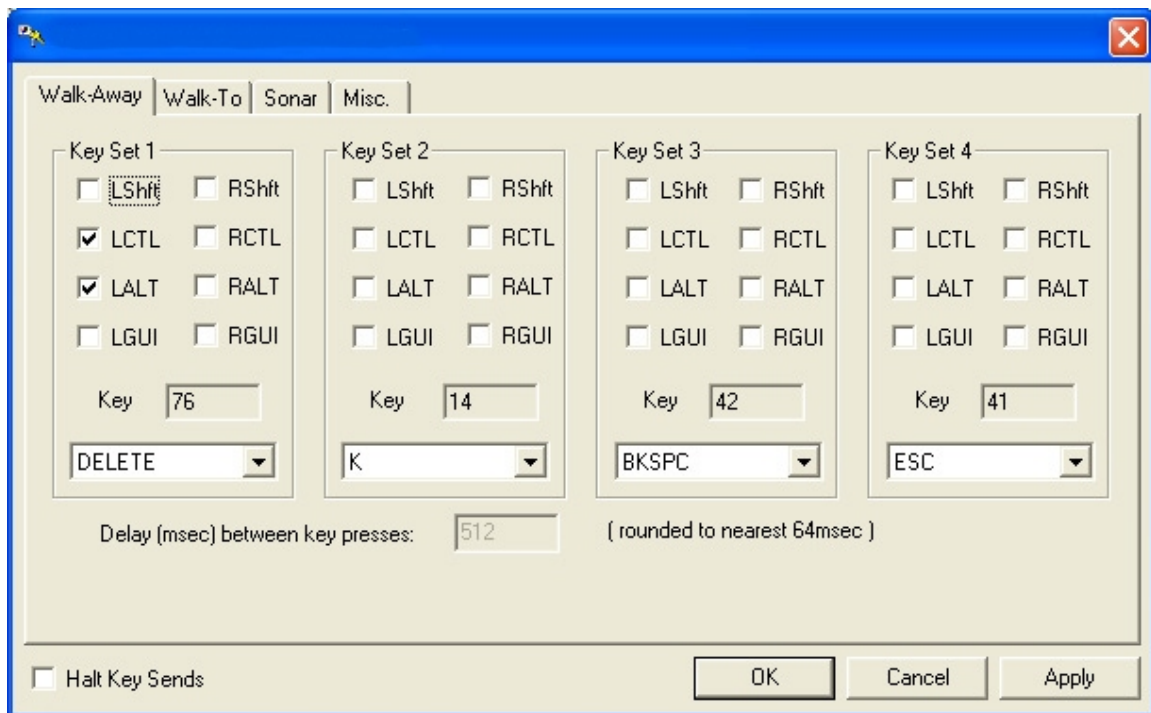 Walk-Away Walk-To Sonar Misc.
Key Set 1 Key Set 2 Key Set 3 Key Set 4
LShft RShft LShft RShft LShft RShft LShft RShft
LCTL RCTL LCTL RCTL LCTL RCTL LCTL RCTL
LALT RALT LALT RALT LALT RALT LALT RALT
LGUI RGUI LGUI RGUI LGUI RGUI LGUI RGUI
Key 76 Key 14 Key 42 Key 41
DELETE K BKSPC ESC
Delay (msec) between key presses: 512 ( rounded to nearest 64msec )
Halt Key Sends OK Cancel Apply